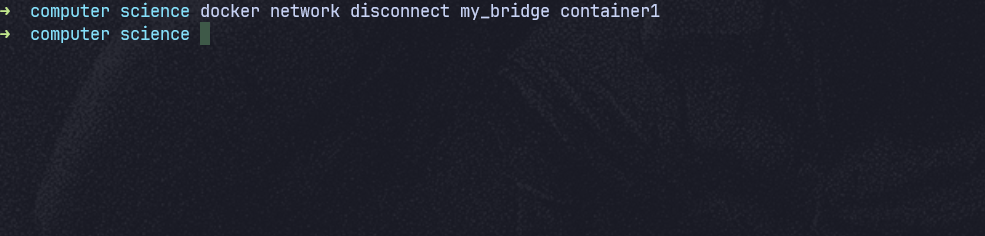 ➜ computer science docker network disconnect my_bridge container1
➜ computer science